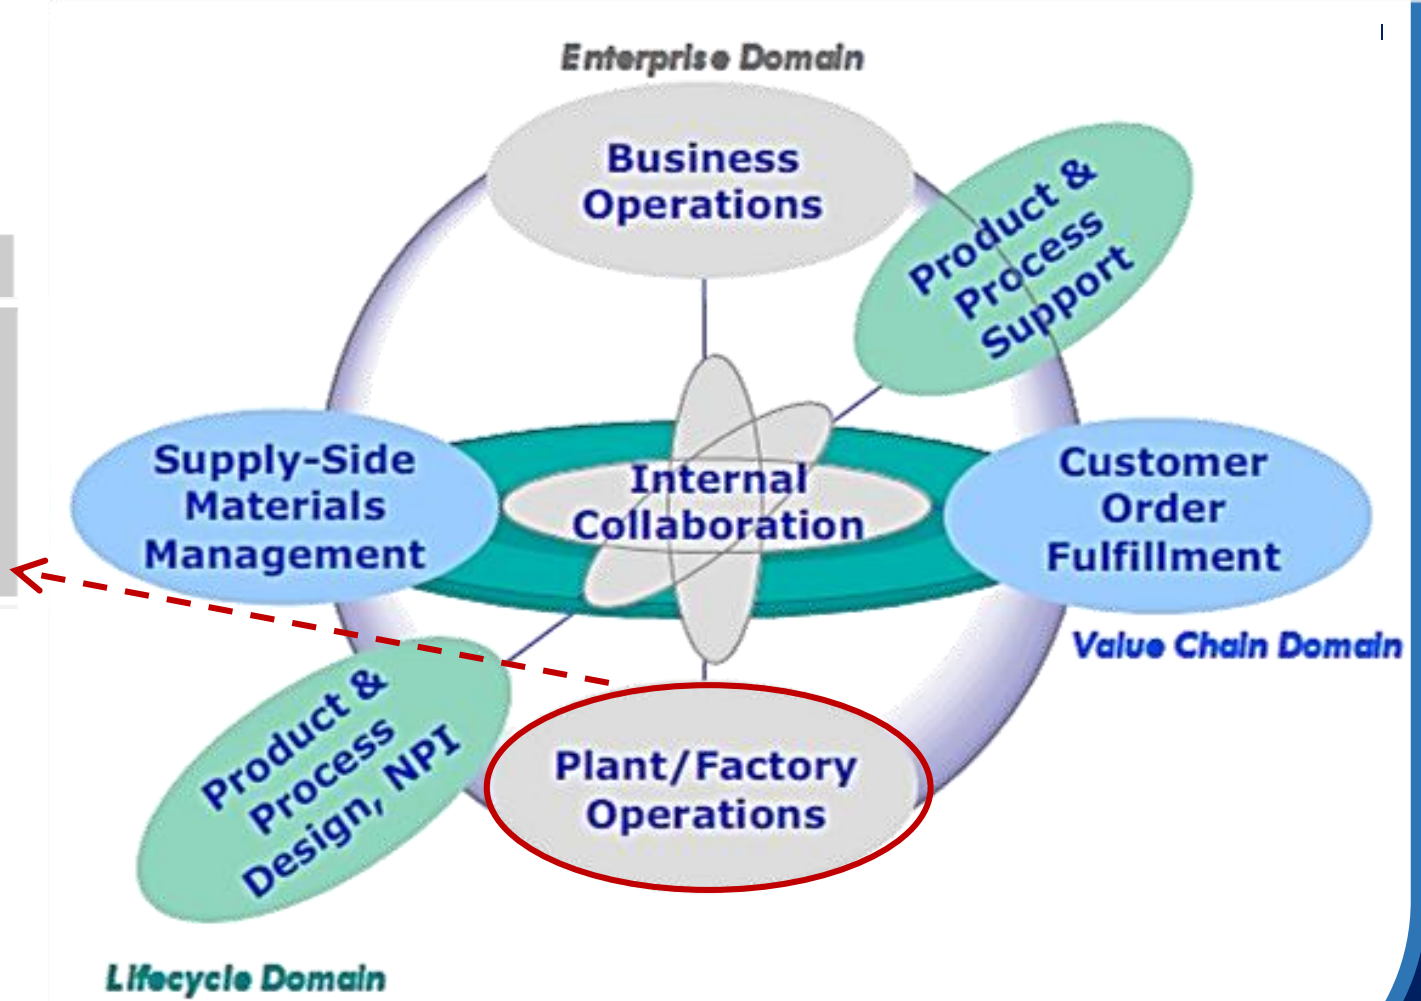 Enterprise Domain
Business
Operations
Product &
Process
Support
Supply-Side
Materials
Management
Internal
Collaboration
Customer
Order
Fulfillment
Value Chain Domain
Product &
Process
Design, NPI
Plant/Factory
Operations
Lifecycle Domain